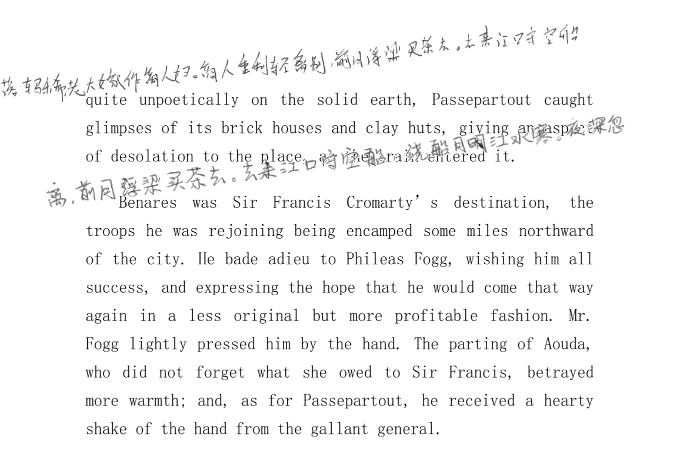 落车马稀,老大嫁作商人妇。商人重利轻离别,前月浮梁买茶去。去来江口守空船
quite unpoetically on the solid earth, Passepartout caught
glimpses of its brick houses and clay huts, giving an aspect
of desolation to the place, as the train entered it.
离,前月浮梁买茶去。去来江口守空船,绕船月明江水寒。夜深忽
Benares was Sir Francis Cromarty's destination, the
troops he was rejoining being encamped some miles northward
of the city. He bade adieu to Phileas Fogg, wishing him all
success, and expressing the hope that he would come that way
again in a less original but more profitable fashion. Mr.
Fogg lightly pressed him by the hand. The parting of Aouda,
who did not forget what she owed to Sir Francis, betrayed
more warmth; and, as for Passepartout, he received a hearty
shake of the hand from the gallant general.